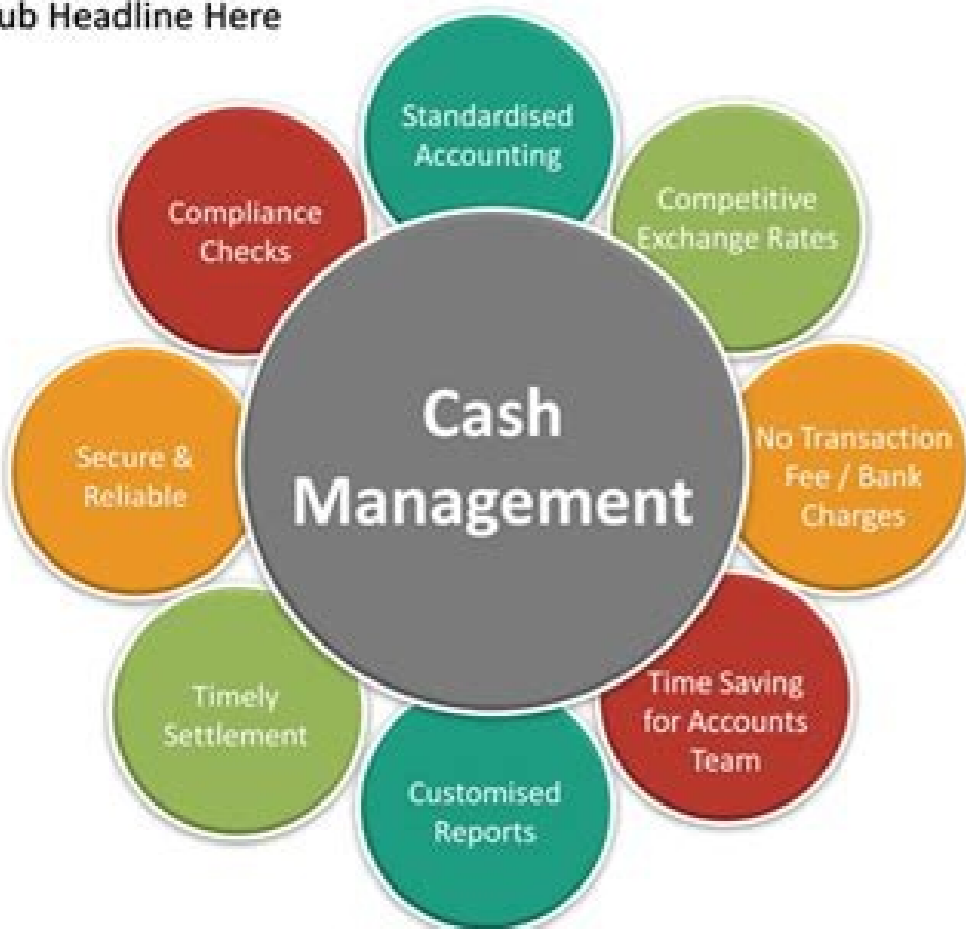 ub Headline Here
Standardised
Accounting
Competitive
Exchange Rates
No Transaction
Fee / Bank
Charges
Time Saving
for Accounts
Team
Customised
Reports
Timely
Settlement
Secure &
Reliable
Compliance
Checks
Cash
Management